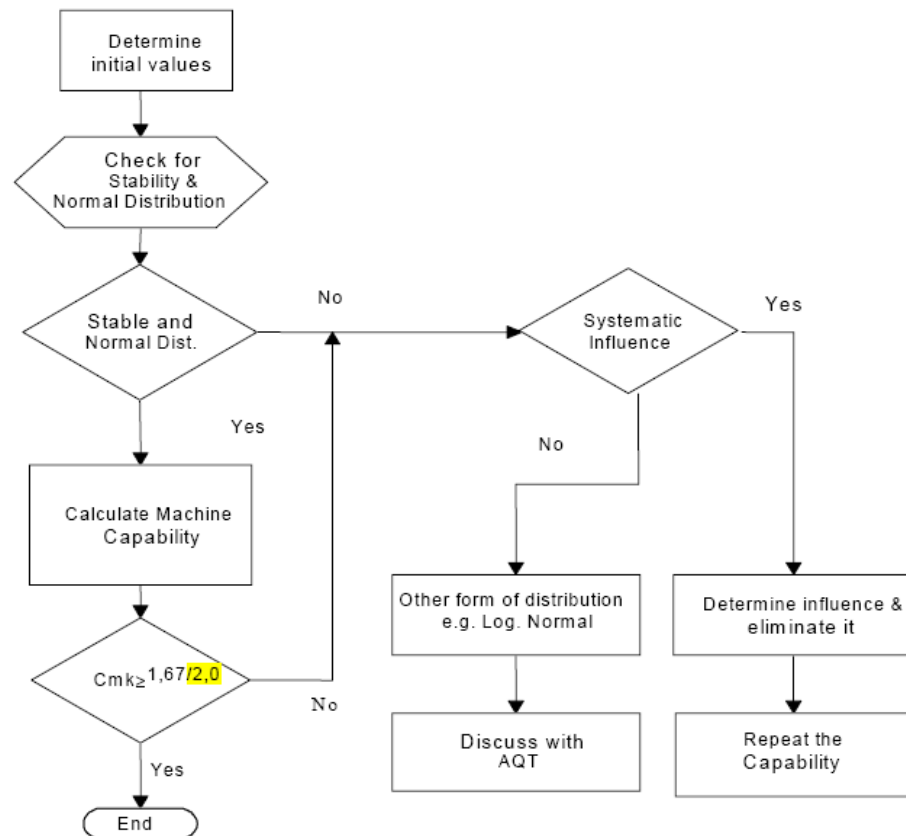 Determine
initial values
Check for
Stability &
Normal Distribution
Stable and
Normal Dist.
No
Yes
Systematic
Influence
Yes
No
Calculate Machine
Capability
Other form of distribution
e.g. Log. Normal
Determine influence &
eliminate it
Cmk≥1,67/2,0
No
Discuss with
AQT
Repeat the
Capability
Yes
End